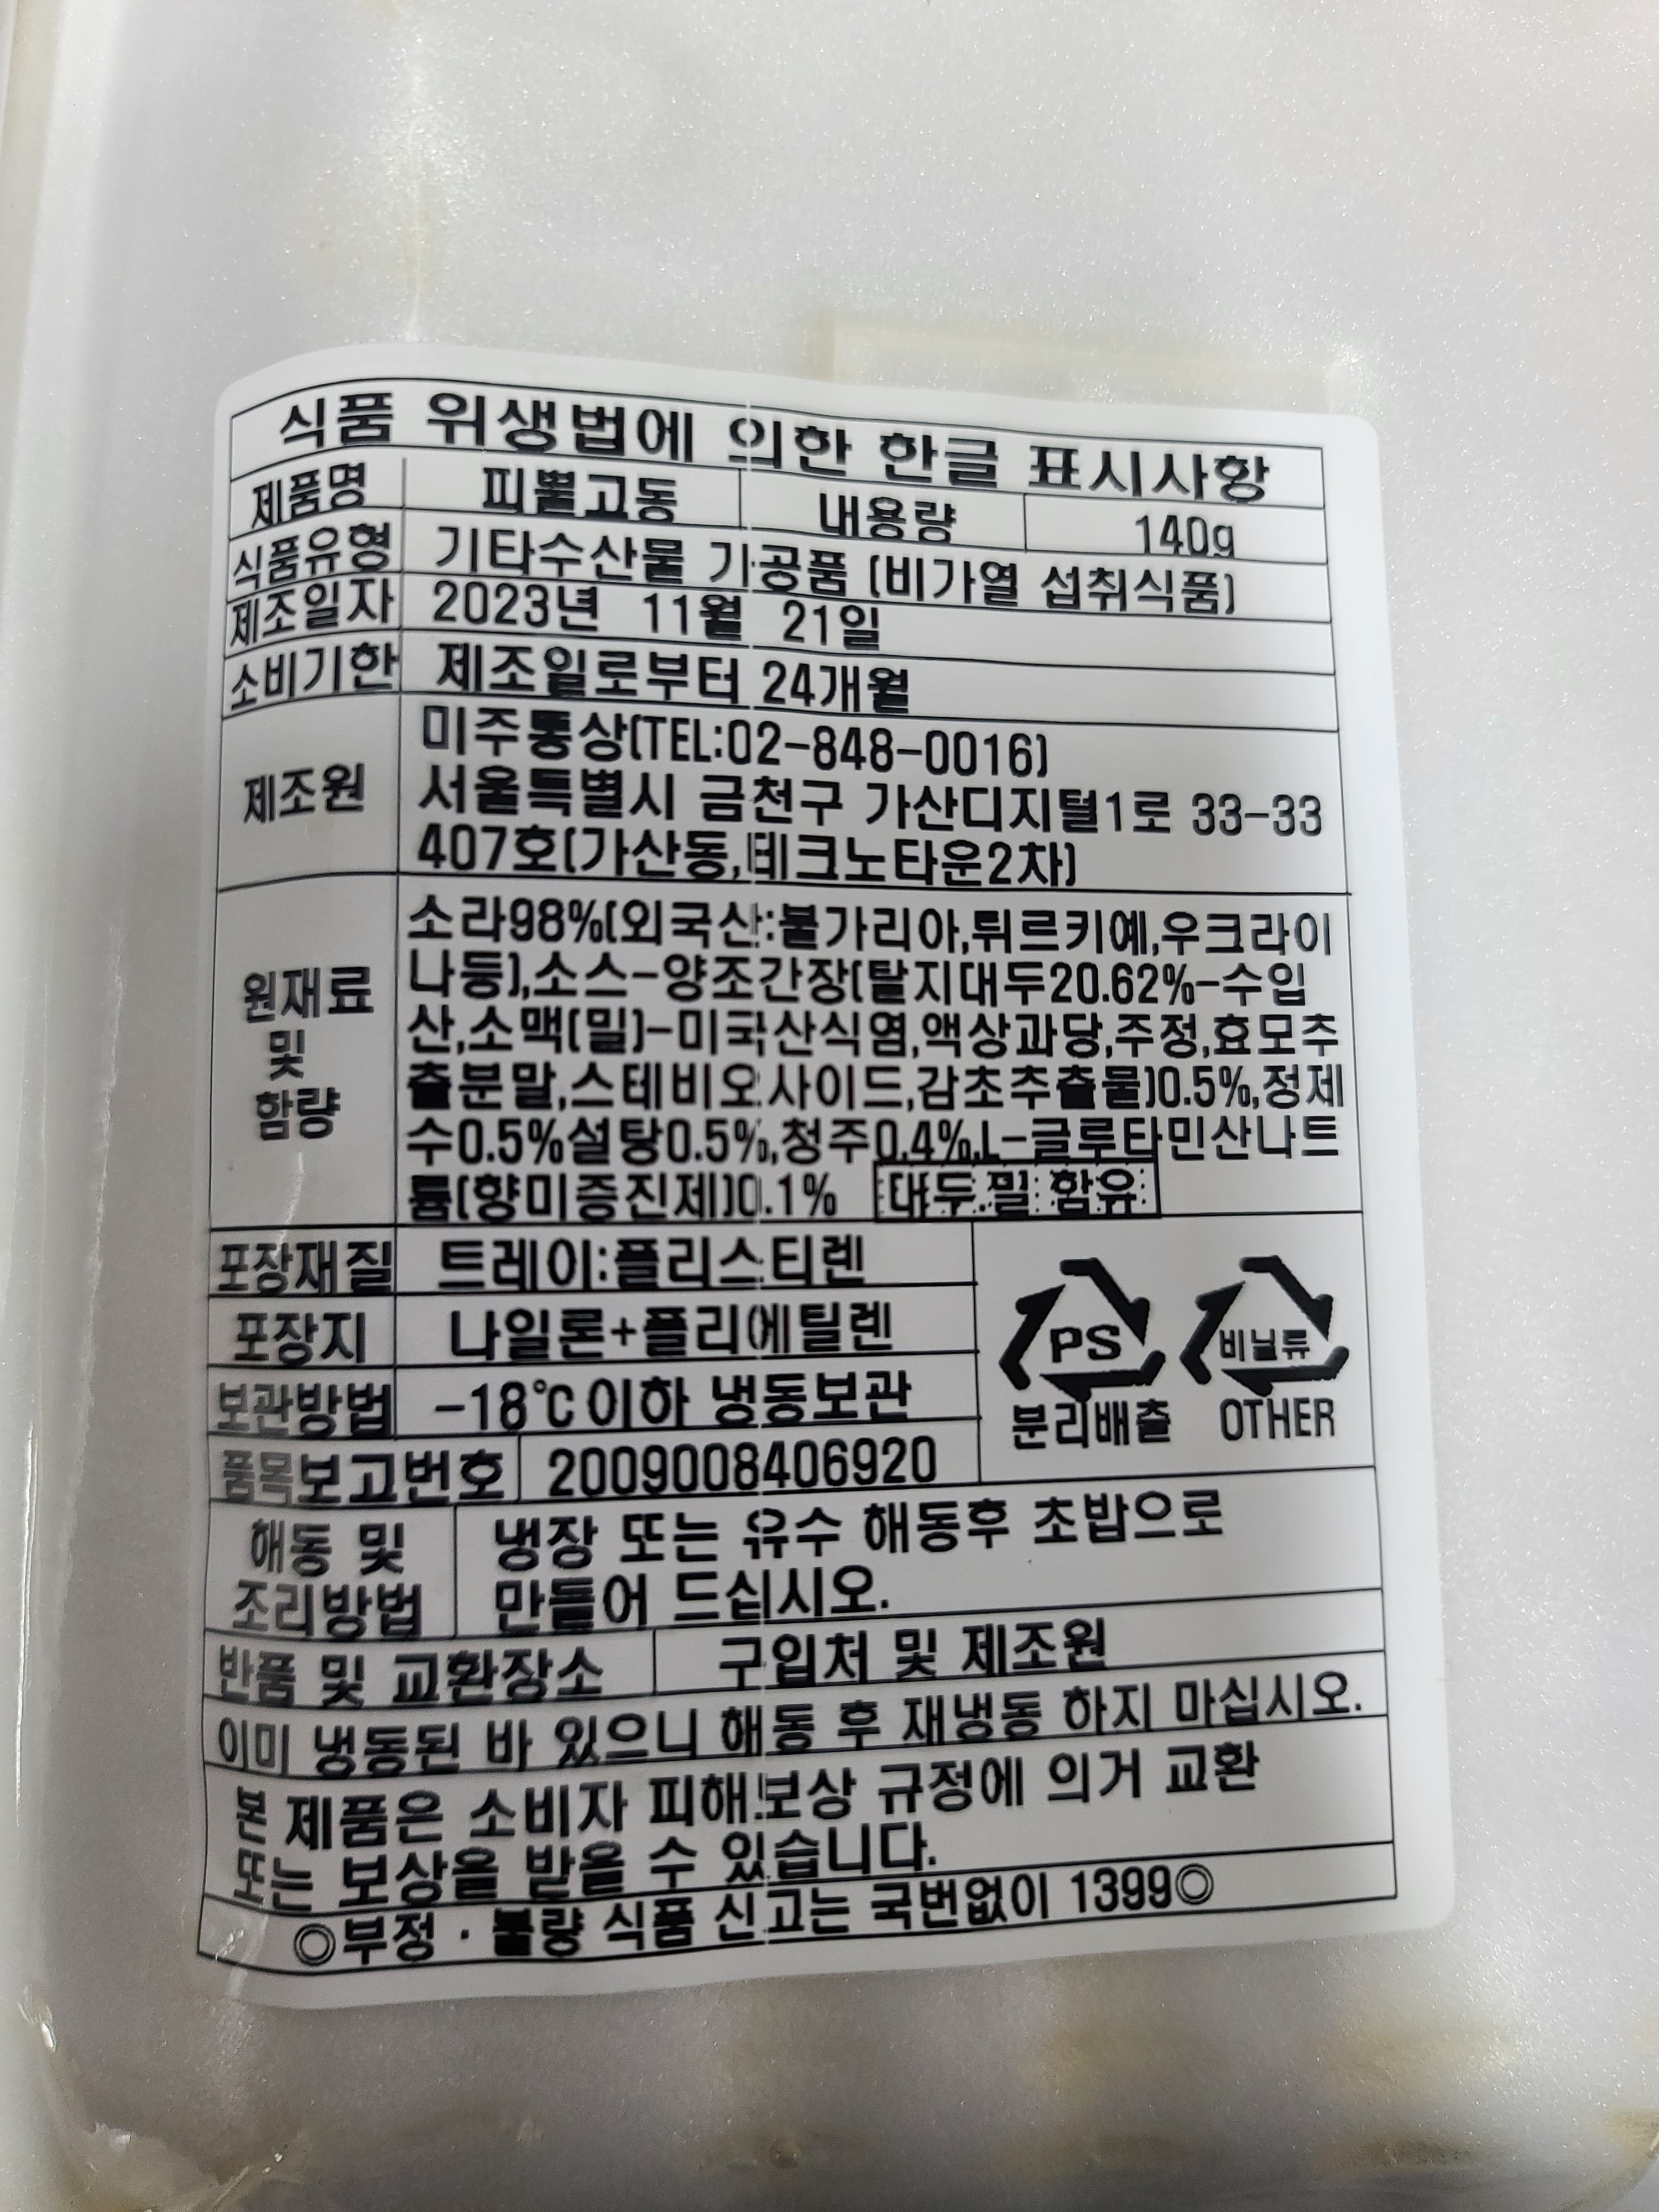 식품 위생법에 의한 한글 표시사항
제품명 피뿔고동 내용량 140g
식품유형 기타수산물 가공품 (비가열 섭취식품)
제조일자 2023년 11월 21일
소비기한 제조일로부터 24개월
제조원
미주통상(TEL:02-848-0016)
서울특별시 금천구 가산디지털1로 33-33
407호(가산동,테크노타운2차)
원재료
및
함량
소라98%(외국산:불가리아,튀르키예,우크라이
나등),소스-양조간장(탈지대두20.62%-수입
산,소맥(밀)-미국산식염,액상과당,주정,효모추
출분말,스테비오사이드,감초추출물)0.5%,정제
수0.5%설탕0.5%,청주0.4%,L-글루타민산나트
륨(향미증진제)0.1% 대두.밀 함유
포장재질 트레이:폴리스티렌
포장지 나일론+폴리에틸렌
보관방법 -18℃이하 냉동보관
품목보고번호 2009008406920
PS 비닐류
분리배출 OTHER
해동 및
조리방법
냉장 또는 유수 해동후 초밥으로
만들어 드십시오.
반품 및 교환장소 구입처 및 제조원
이미 냉동된 바 있으니 해동 후 재냉동 하지 마십시오.
본 제품은 소비자 피해보상 규정에 의거 교환
또는 보상을 받을 수 있습니다.
◎부정·불량 식품 신고는 국번없이 1399◎